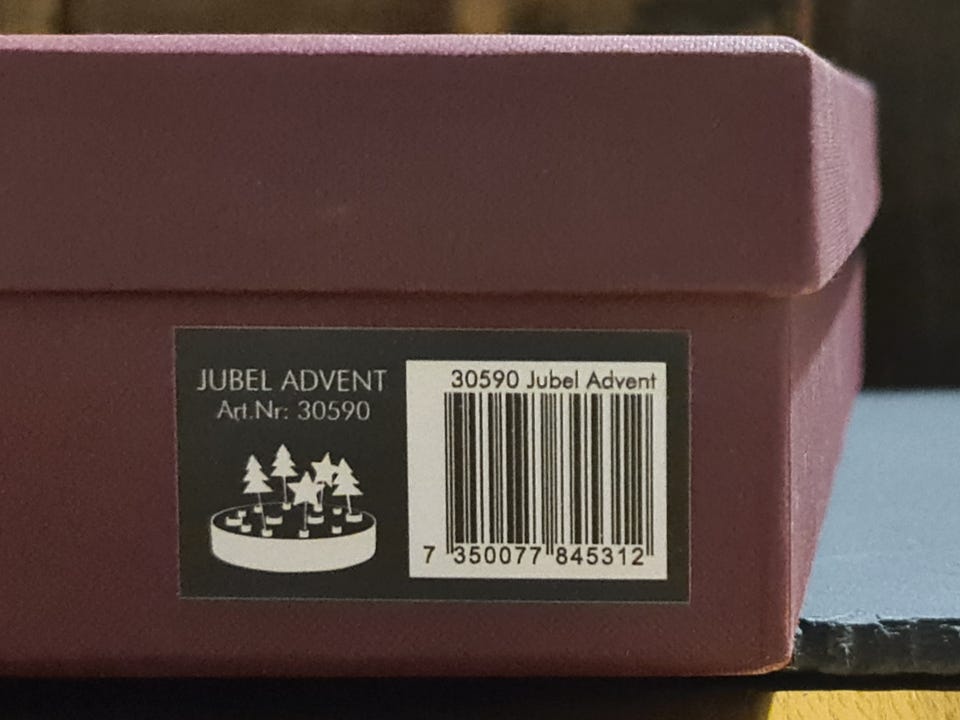 JUBEL ADVENT
Art.Nr: 30590
30590 Jubel Advent
7 350077 845312